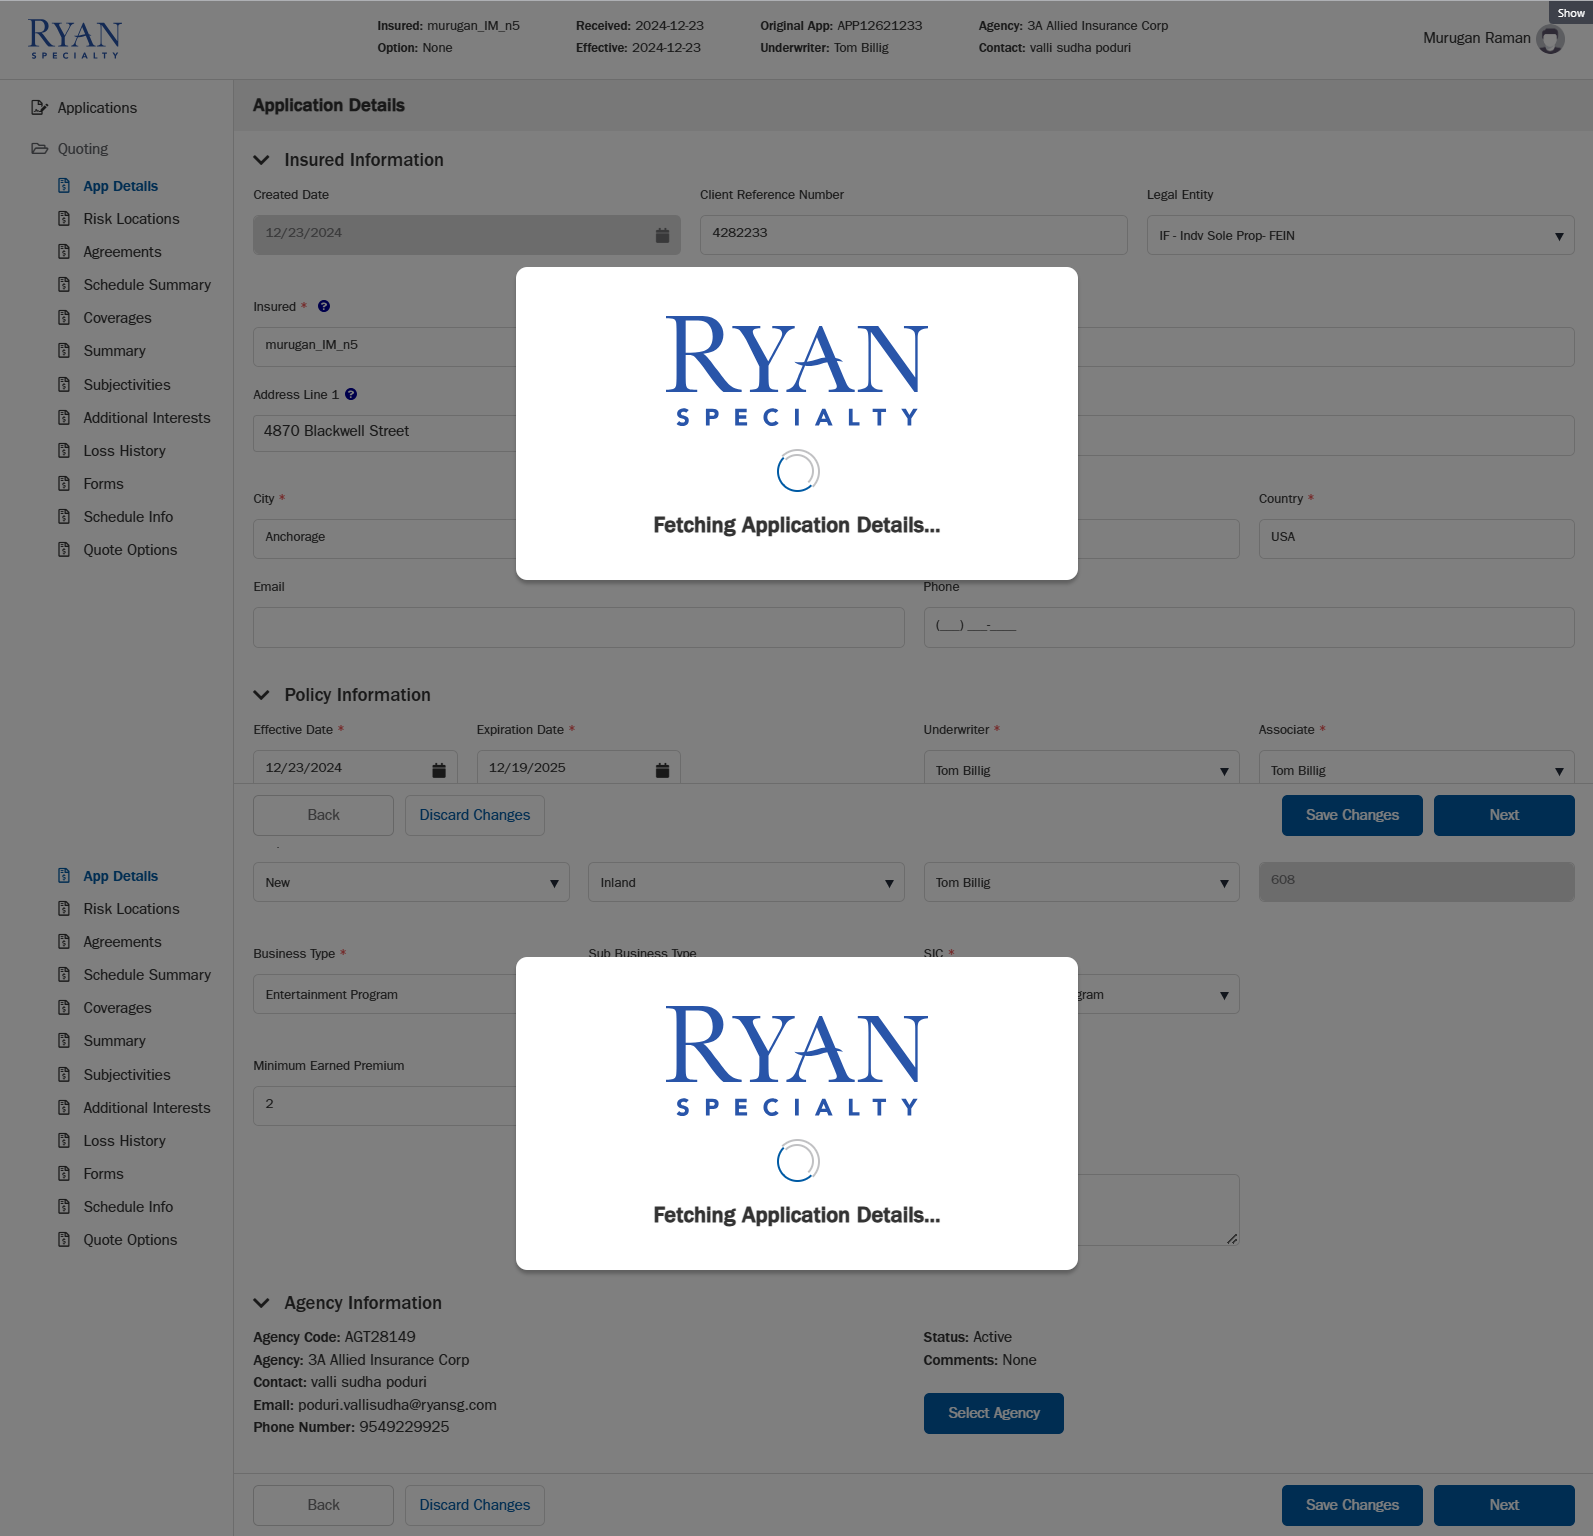 Show
RYAN
SPECIALTY
Insured: murugan_IM_n5
Option: None
Received: 2024-12-23
Effective: 2024-12-23
Original App: APP12621233
Underwriter: Tom Billig
Agency: 3A Allied Insurance Corp
Contact: valli sudha poduri
Murugan Raman
Applications
Quoting
App Details
Risk Locations
Agreements
Schedule Summary
Coverages
Summary
Subjectivities
Additional Interests
Loss History
Forms
Schedule Info
Quote Options
Application Details
Insured Information
Created Date
Client Reference Number
Legal Entity
12/23/2024
4282233
IF - Indv Sole Prop- FEIN
Insured *
murugan_IM_n5
Address Line 1
4870 Blackwell Street
City *
Country *
Anchorage
USA
RYAN
SPECIALTY
Fetching Application Details...
Email
Phone
(___) ___-____
Policy Information
Effective Date *
Expiration Date *
Underwriter *
Associate *
12/23/2024
12/19/2025
Tom Billig
Tom Billig
Back
Discard Changes
Save Changes
Next
App Details
Risk Locations
Agreements
Schedule Summary
Coverages
Summary
Subjectivities
Additional Interests
Loss History
Forms
Schedule Info
Quote Options
New
Inland
Tom Billig
608
Business Type *
Sub Business Type
SIC *
Entertainment Program
gram
Minimum Earned Premium
2
RYAN
SPECIALTY
Fetching Application Details...
Agency Information
Agency Code: AGT28149
Agency: 3A Allied Insurance Corp
Contact: valli sudha poduri
Email: poduri.vallisudha@ryansg.com
Phone Number: 9549229925
Status: Active
Comments: None
Select Agency
Back
Discard Changes
Save Changes
Next